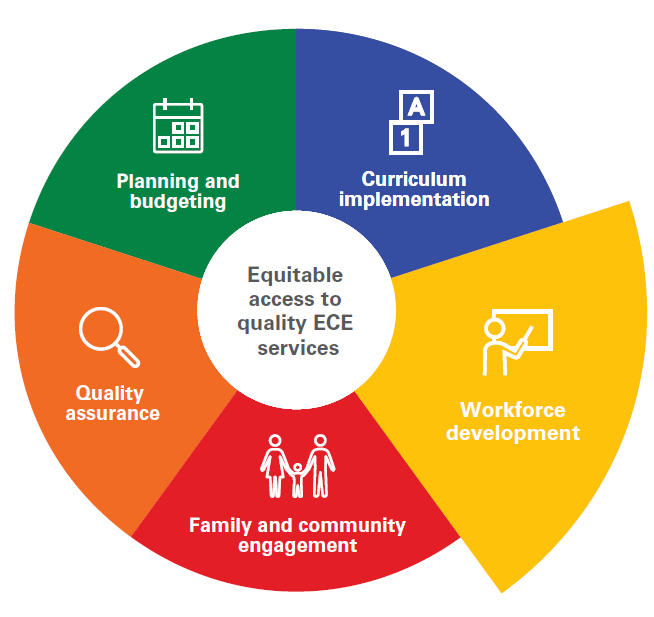 Planning and
budgeting
A
1
Curriculum
implementation
Equitable
access to
quality ECE
services
Workforce
development
Quality
assurance
Family and community
engagement